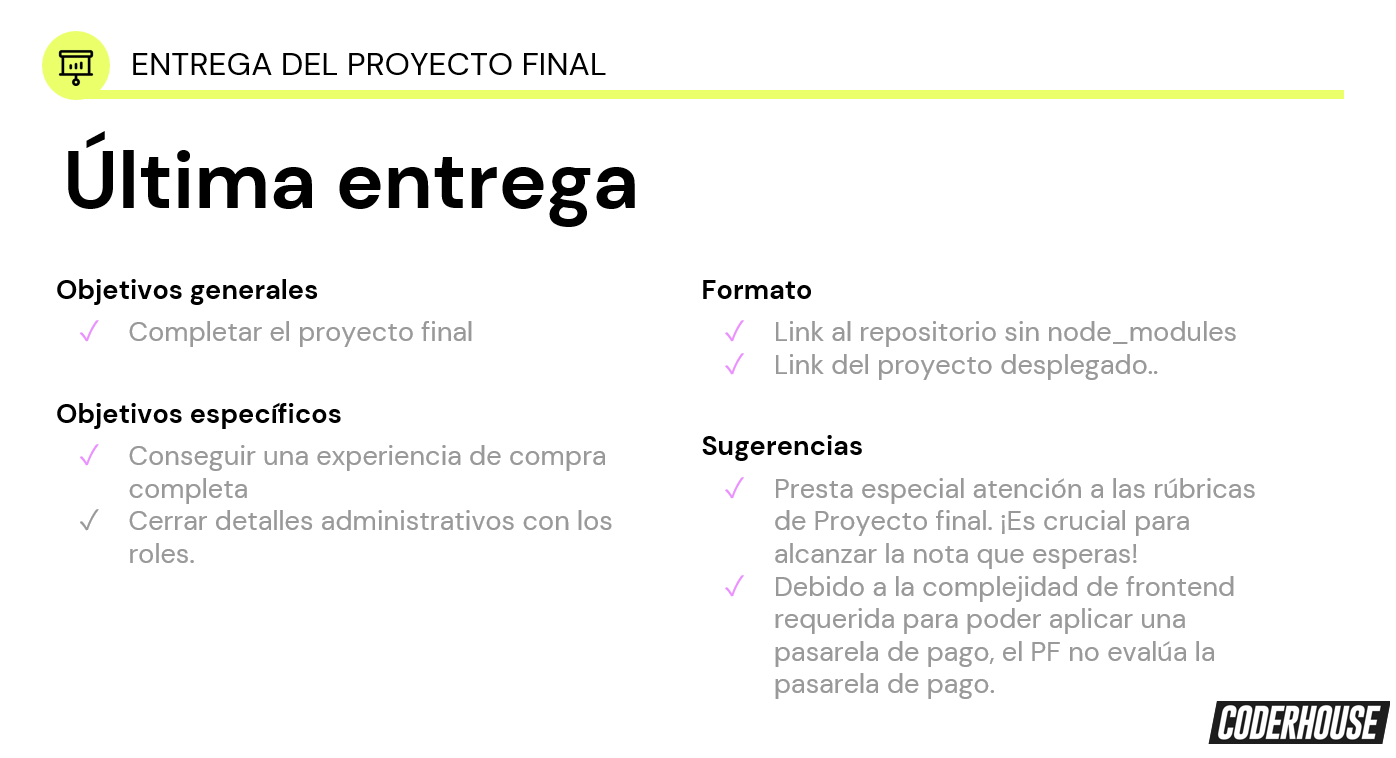 ENTREGA DEL PROYECTO FINAL
Última entrega
Objetivos generales
✓ Completar el proyecto final
Objetivos específicos
✓ Conseguir una experiencia de compra
completa
✓ Cerrar detalles administrativos con los
roles.
Formato
✓ Link al repositorio sin node_modules
✓ Link del proyecto desplegado..
Sugerencias
✓ Presta especial atención a las rúbricas
de Proyecto final. ¡Es crucial para
alcanzar la nota que esperas!
✓ Debido a la complejidad de frontend
requerida para poder aplicar una
pasarela de pago, el PF no evalúa la
pasarela de pago.
CODERHOUSE